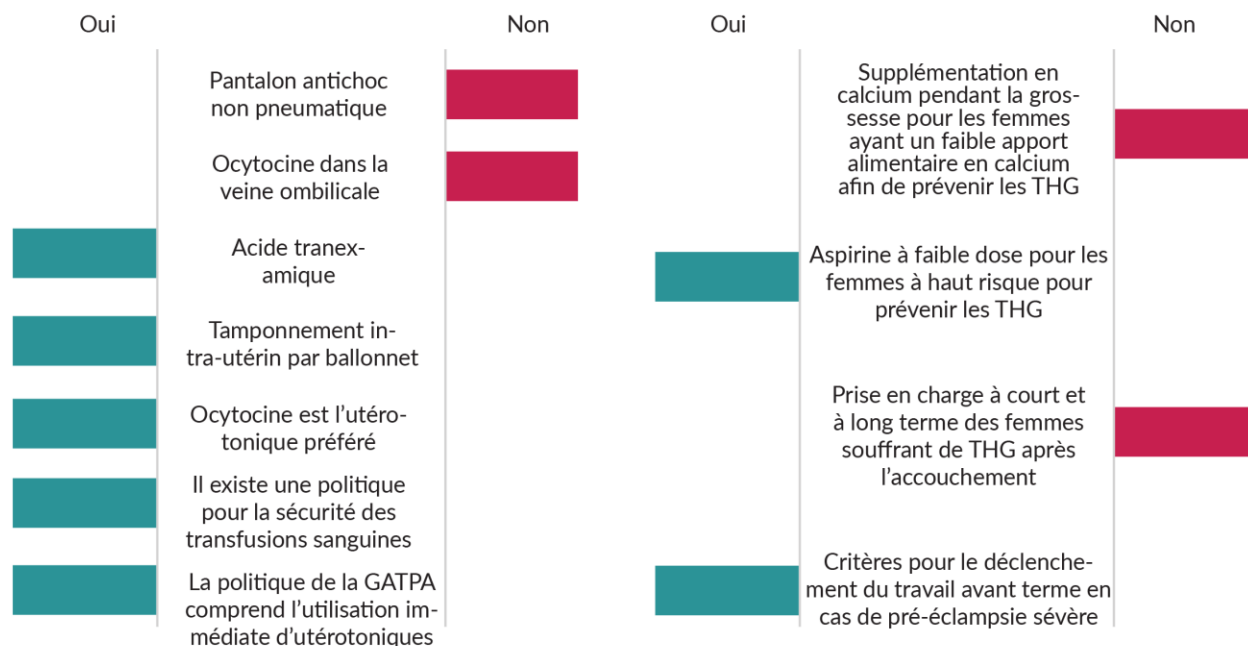 Oui
Non
Pantalon antichoc
non pneumatique
Ocytocine dans la
veine ombilicale
Acide tranex-
amique
Tamponnement in-
tra-utérin par ballonnet
Ocytocine est l'utéro-
tonique préféré
Il existe une politique
pour la sécurité des
transfusions sanguines
La politique de la GATPA
comprend l'utilisation im-
médiate d'utérotoniques
Oui
Non
Supplémentation en
calcium pendant la gros-
sesse pour les femmes
ayant un faible apport
alimentaire en calcium
afin de prévenir les THG
Aspirine à faible dose pour les
femmes à haut risque pour
prévenir les THG
Prise en charge à court et
à long terme des femmes
souffrant de THG après
l'accouchement
Critères pour le déclenche-
ment du travail avant terme en
cas de pré-éclampsie sévère